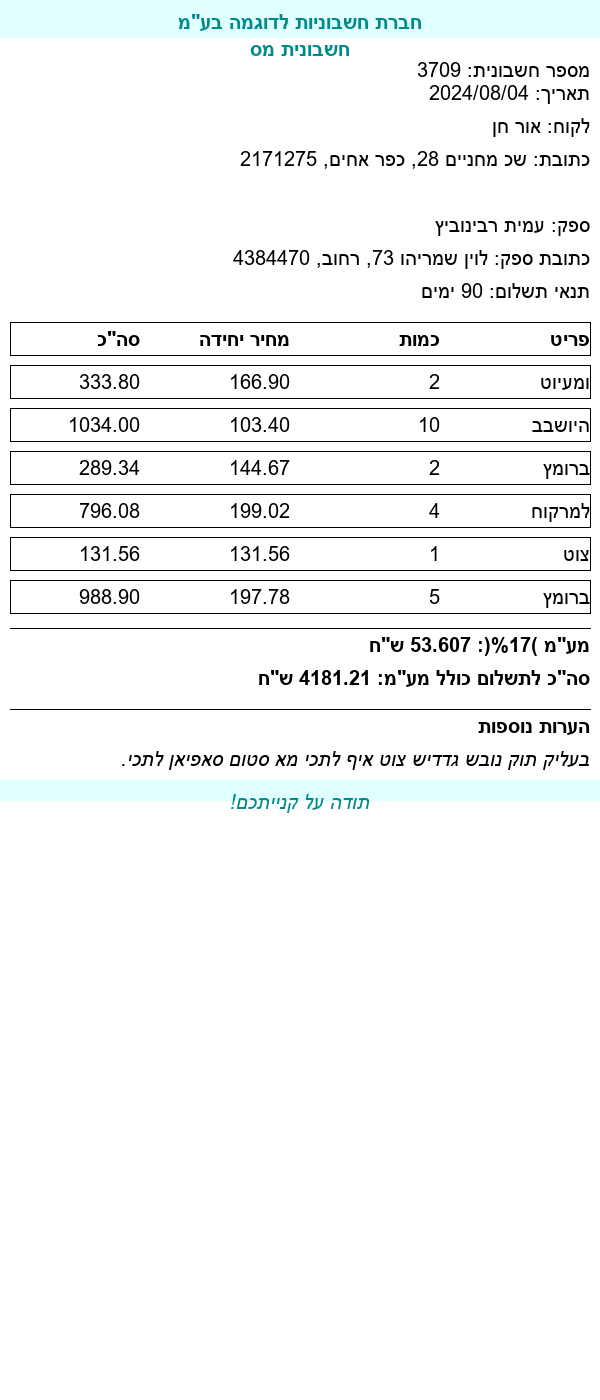 חברת חשבוניות לדוגמה בע"מ
חשבונית מס
מספר חשבונית: 3709
תאריך: 2024/08/04
לקוח: אור חן
כתובת: שכ מחניים 28, כפר אחים, 2171275
ספק: עמית רבינוביץ
כתובת ספק: לוין שמריהו 73, רחוב, 4384470
תנאי תשלום: 90 ימים
פריט כמות מחיר יחידה סה"כ
ומעיוט 2 166.90 333.80
היושבב 10 103.40 1034.00
ברומץ 2 144.67 289.34
למרקוח 4 199.02 796.08
צוט 1 131.56 131.56
ברומץ 5 197.78 988.90
מע"מ )17%(: 53.607 ש"ח
סה"כ לתשלום כולל מע"מ: 4181.21 ש"ח
הערות נוספות
בעליק תוק נובש גדדיש צוט איף לתכי מא סטום סאפיאן לתכי.
תודה על קנייתכם!